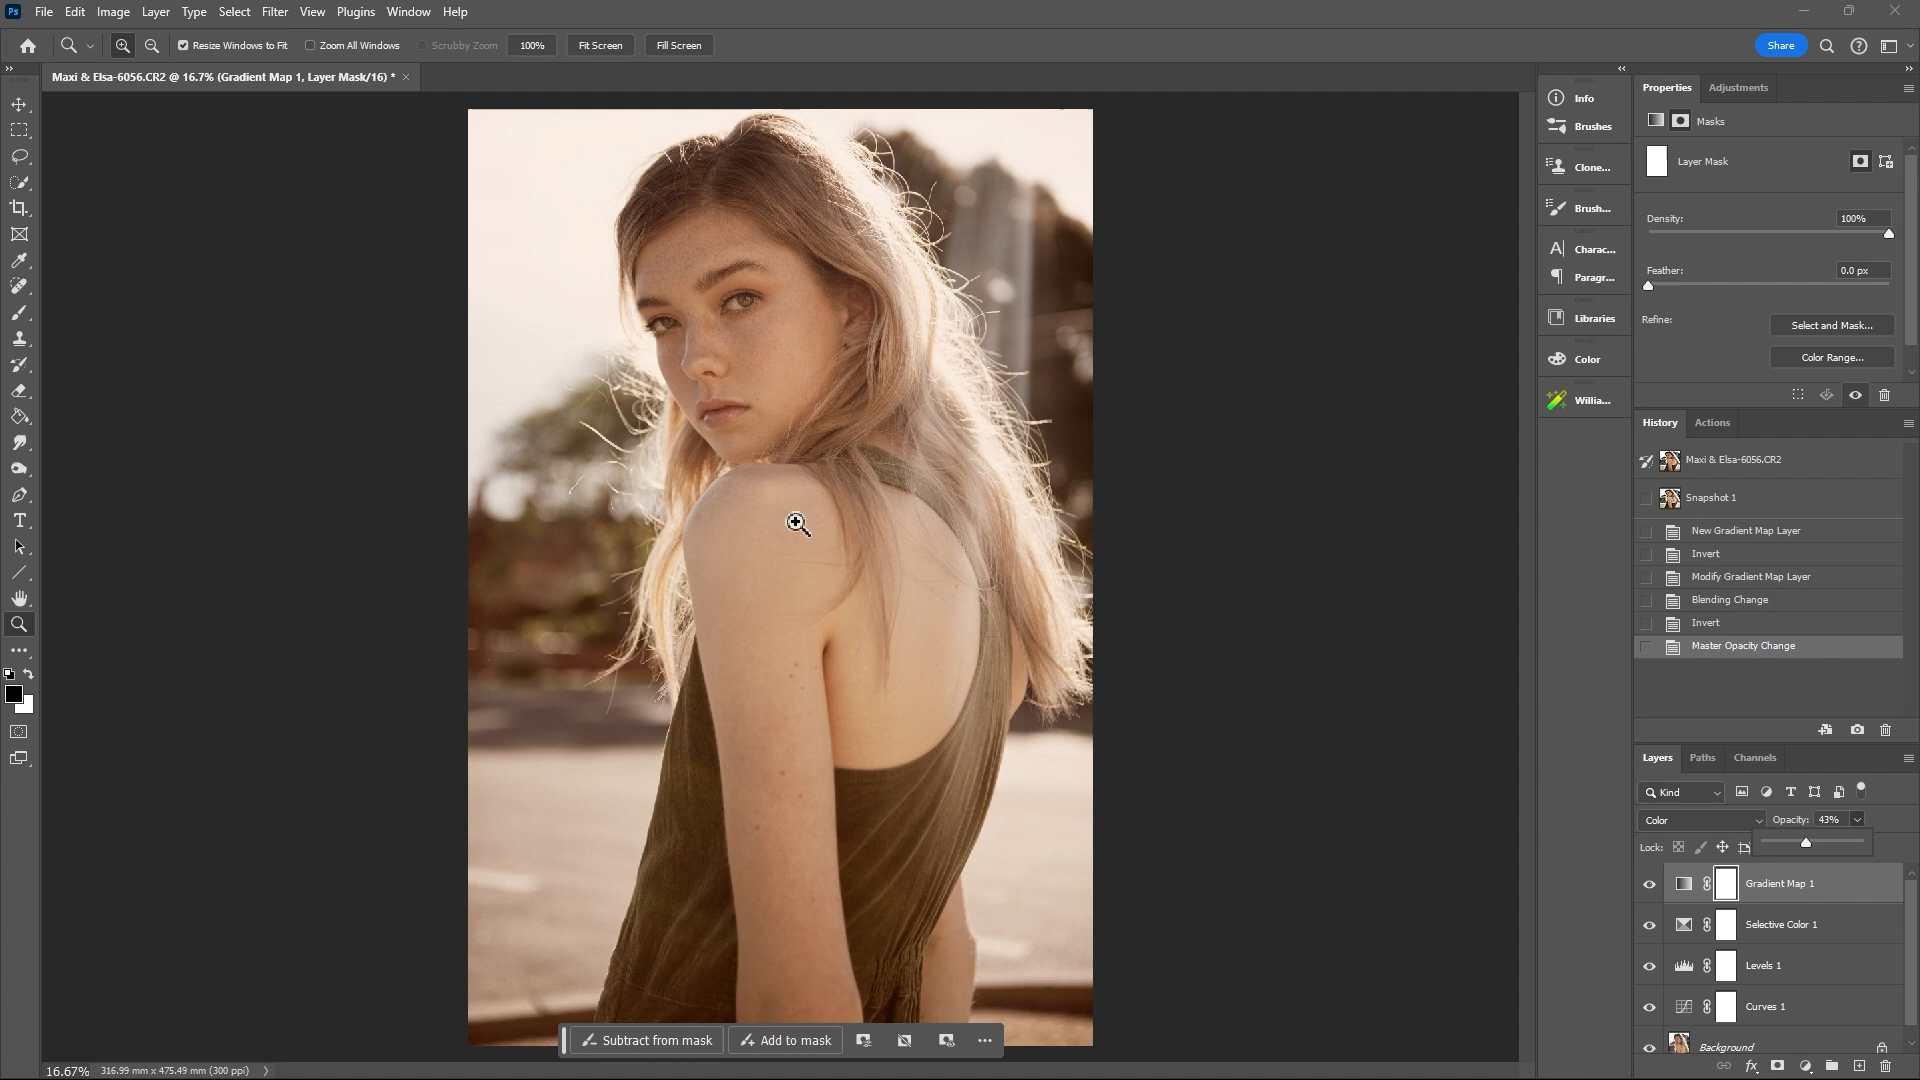 Ps File Edit Image Layer Type Select Filter View Plugins Window Help
Resize Windows to Fit Zoom All Windows Scrubby Zoom 100% Fit Screen Fill Screen Share
Maxi & Elsa-6056.CR2 @ 16.7% (Gradient Map 1, Layer Mask/16) *
Info
Brushes
Clone...
Brush...
Charac...
Paragr...
Libraries
Color
Willia...
Properties Adjustments
Masks
Layer Mask
Density: 100%
Feather: 0.0 px
Refine: Select and Mask...
Color Range...
History Actions
Maxi & Elsa-6056.CR2
Snapshot 1
New Gradient Map Layer
Invert
Modify Gradient Map Layer
Blending Change
Invert
Master Opacity Change
Layers Paths Channels
Kind
Color Opacity: 43%
Lock:
Gradient Map 1
Selective Color 1
Levels 1
Curves 1
Background
fx
Subtract from mask Add to mask
16.67% 316.99 mm x 475.49 mm (300 ppi)